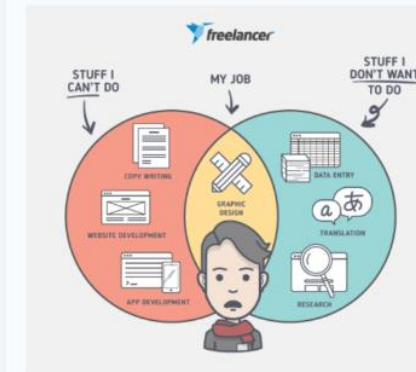 freelancer
STUFF I
CAN'T DO
MY JOB
STUFF I
DON'T WANT
TO DO
COPY WRITING
WEBSITE DEVELOPMENT
APP DEVELOPMENT
GRAPHIC
DESIGN
DATA ENTRY
a あ
TRANSLATION
RESEARCH